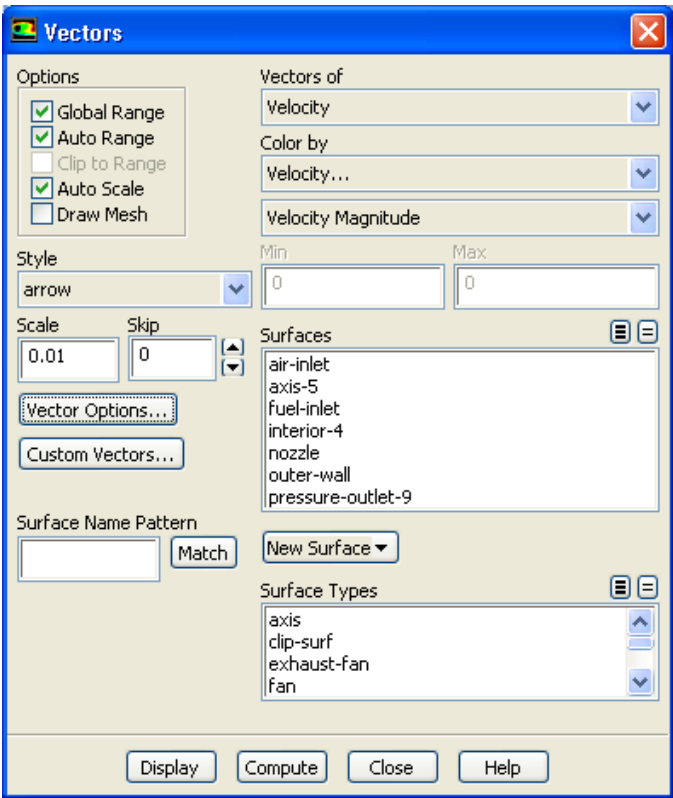 Vectors
Options
Global Range
Auto Range
Clip to Range
Auto Scale
Draw Mesh
Style
arrow
Scale
Skip
0.01
0
Vector Options...
Custom Vectors...
Surface Name Pattern
Match
Vectors of
Velocity
Color by
Velocity...
Velocity Magnitude
Min
Max
0
0
Surfaces
air-inlet
axis-5
fuel-inlet
interior-4
nozzle
outer-wall
pressure-outlet-9
New Surface
Surface Types
axis
clip-surf
exhaust-fan
fan
Display
Compute
Close
Help